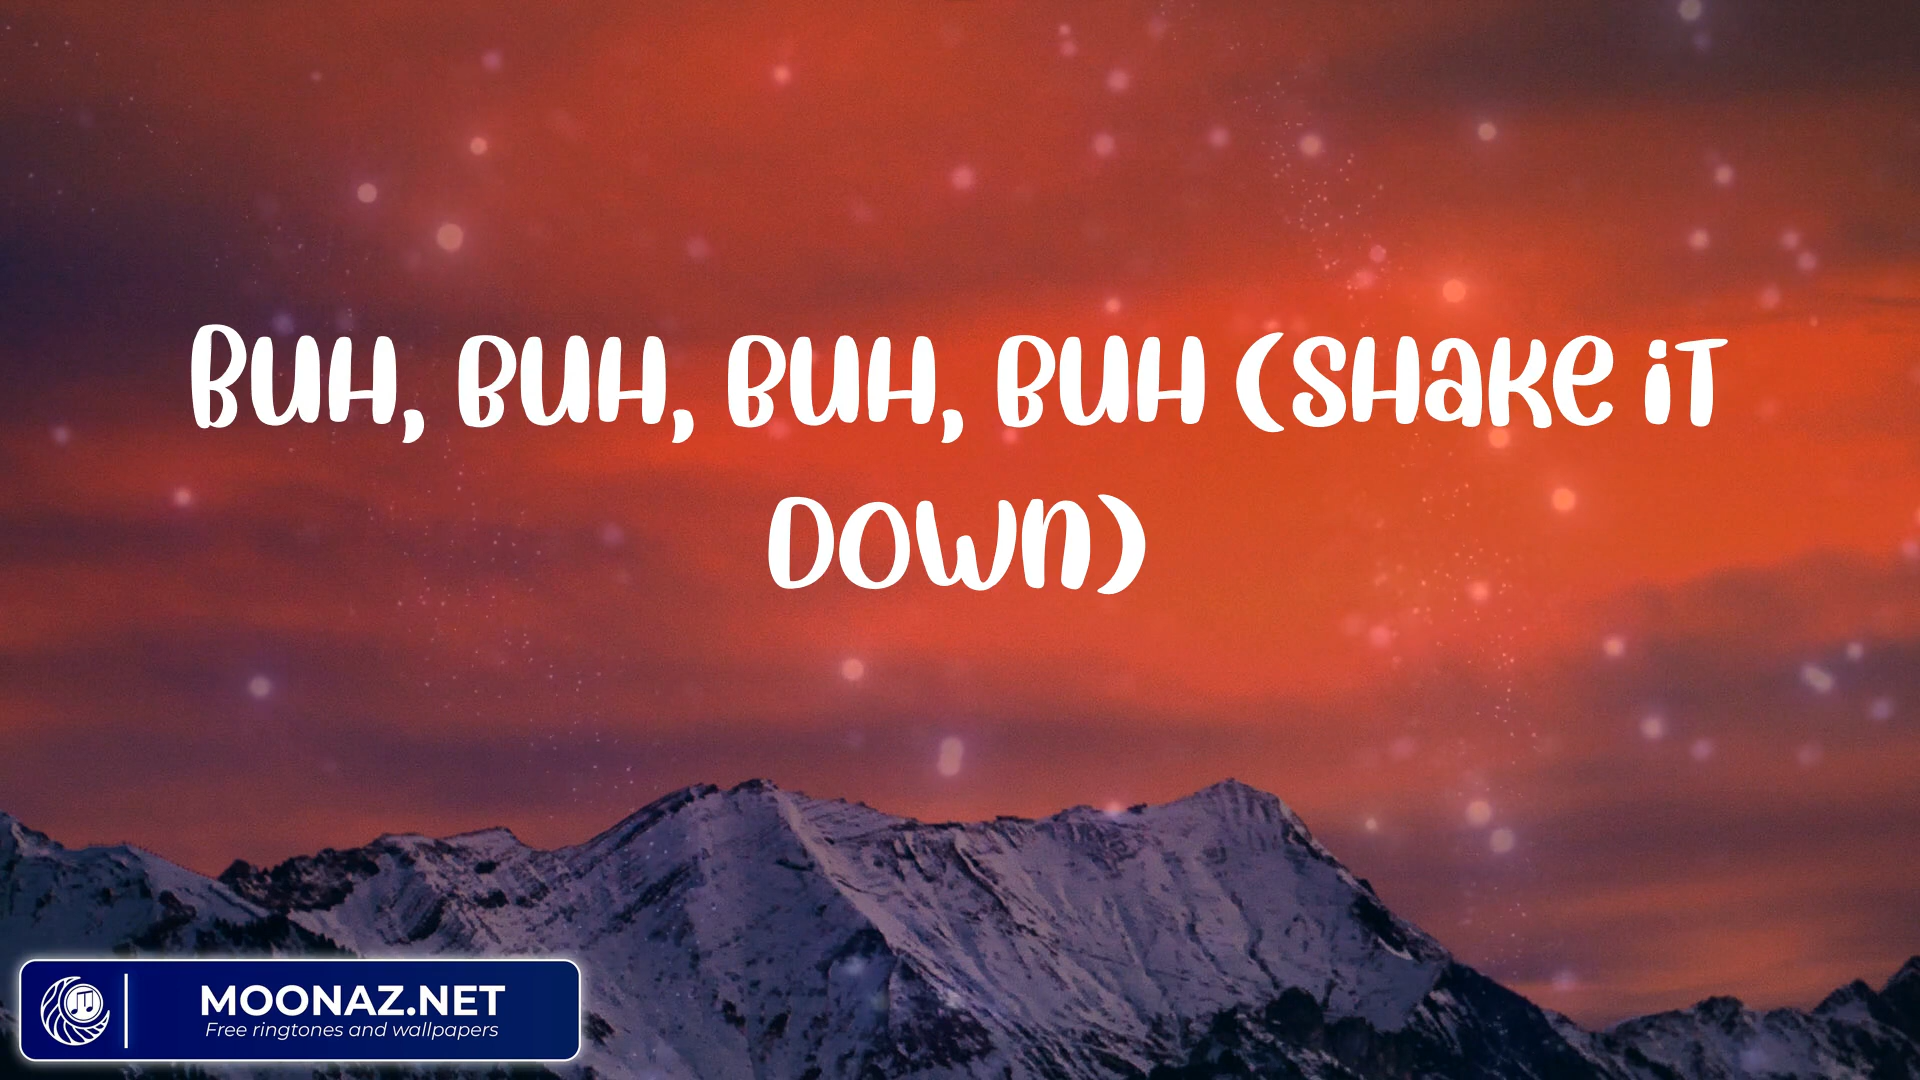 BUH, BUH, BUH, BUH (SHAKE iT
DOWN)
MOONAZ.NET
Free ringtones and wallpapers